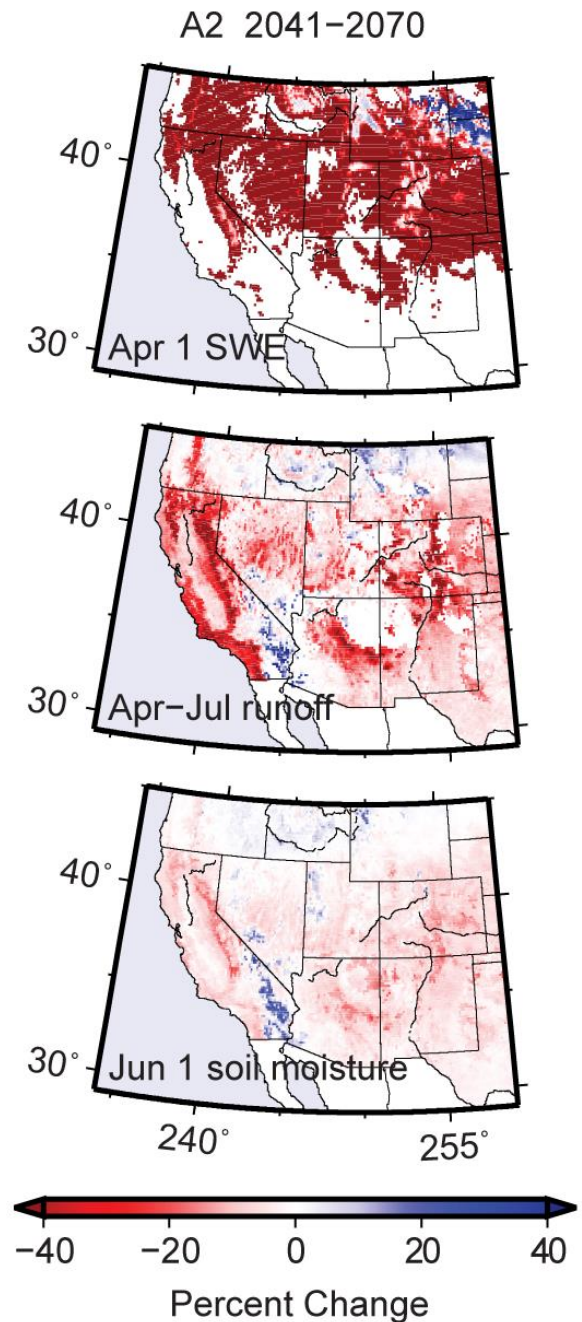 A2 2041−2070
40°
30°
Apr 1 SWE
40°
30°
Apr−Jul runoff
40°
30°
Jun 1 soil moisture
240° 255°
−40 −20 0 20 40
Percent Change